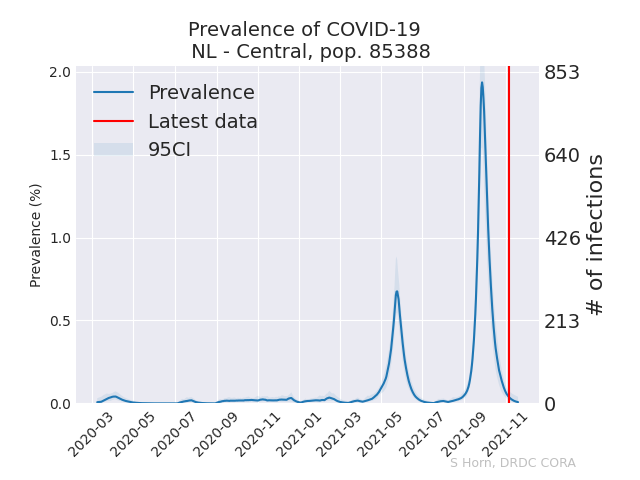 Prevalence of COVID-19
NL - Central, pop. 85388
Prevalence
Latest data
95CI
Prevalence (%)
2.0
1.5
1.0
0.5
0.0
853
640
426
213
0
# of infections
2020-03
2020-05
2020-07
2020-09
2020-11
2021-01
2021-03
2021-05
2021-07
2021-09
2021-11
S Horn, DRDC CORA